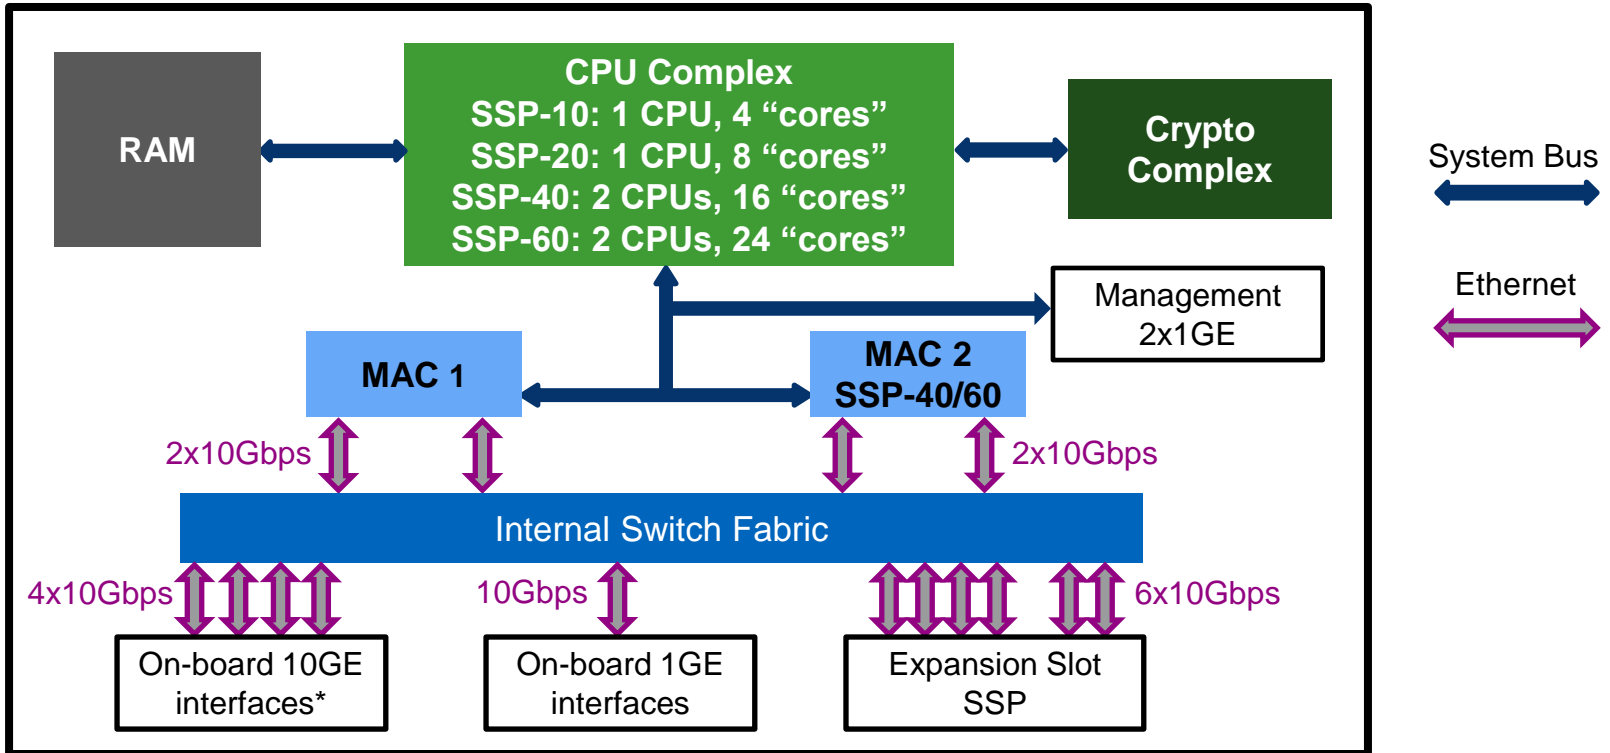 CPU Complex
SSP-10: 1 CPU, 4 “cores”
SSP-20: 1 CPU, 8 “cores”
SSP-40: 2 CPUs, 16 “cores”
SSP-60: 2 CPUs, 24 “cores”
RAM
Crypto
Complex
System Bus
Ethernet
Management
2x1GE
MAC 1
MAC 2
SSP-40/60
2x10Gbps
2x10Gbps
Internal Switch Fabric
4x10Gbps
10Gbps
6x10Gbps
On-board 10GE
interfaces*
On-board 1GE
interfaces
Expansion Slot
SSP